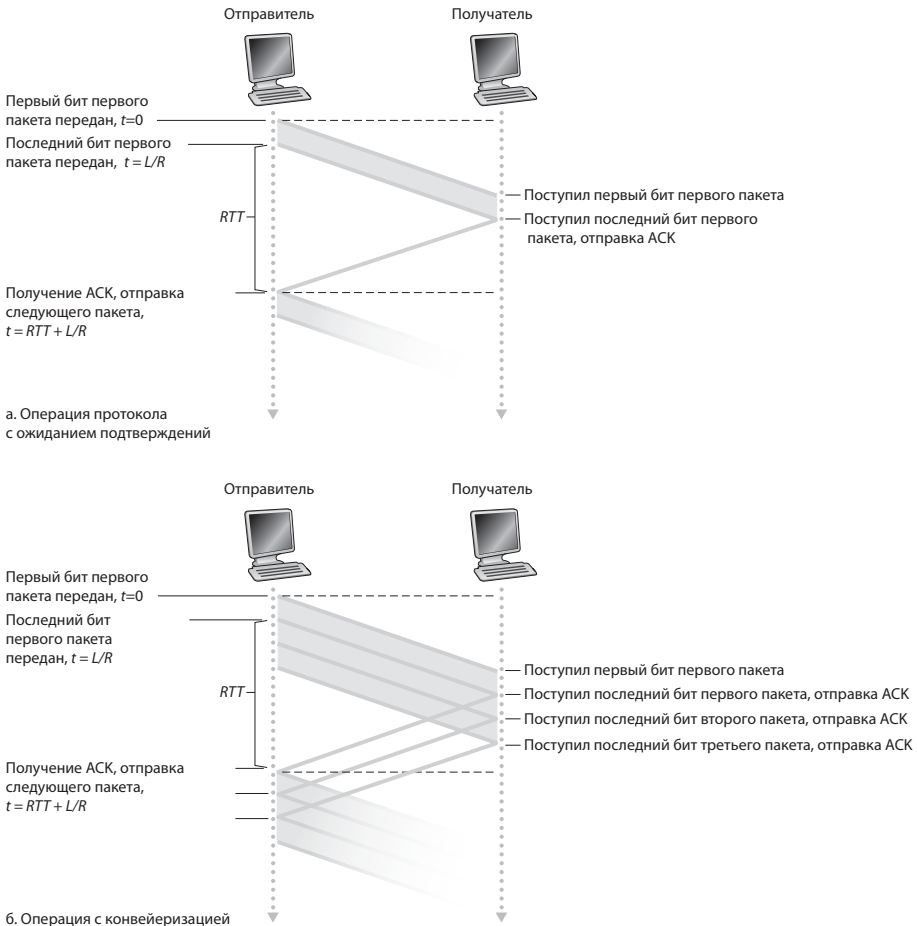 Отправитель
Получатель
Первый бит первого
пакета передан, t=0
Последний бит первого
пакета передан, t = L/R
RTT
Поступил первый бит первого пакета
Поступил последний бит первого
пакета, отправка ACK
Получение ACK, отправка
следующего пакета,
t = RTT + L/R
а. Операция протокола
с ожиданием подтверждений
Отправитель
Получатель
Первый бит первого
пакета передан, t=0
Последний бит
первого пакета
передан, t = L/R
RTT
Поступил первый бит первого пакета
Поступил последний бит первого пакета, отправка ACK
Поступил последний бит второго пакета, отправка ACK
Поступил последний бит третьего пакета, отправка ACK
Получение ACK, отправка
следующего пакета,
t = RTT + L/R
б. Операция с конвейеризацией